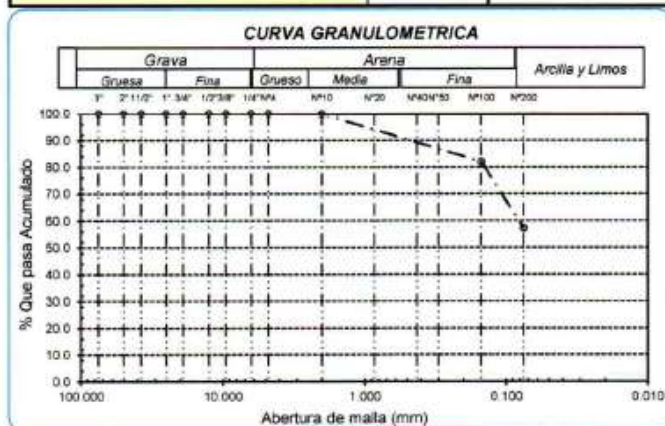 CURVA GRANULOMETRICA
Grava Arena Arcilla y Limos
Gruesa Fina Grueso Media Fina
3" 2" 1 1/2" 1" 3/4" 1/2" 3/8" 1/4" Nº4 Nº10 Nº20 Nº40 Nº50 Nº100 Nº200
100.0
90.0
80.0
70.0
60.0
50.0
40.0
30.0
20.0
10.0
0.0
% Que pasa Acumulado
100.000 10.000 1.000 0.100 0.010
Abertura de malla (mm)